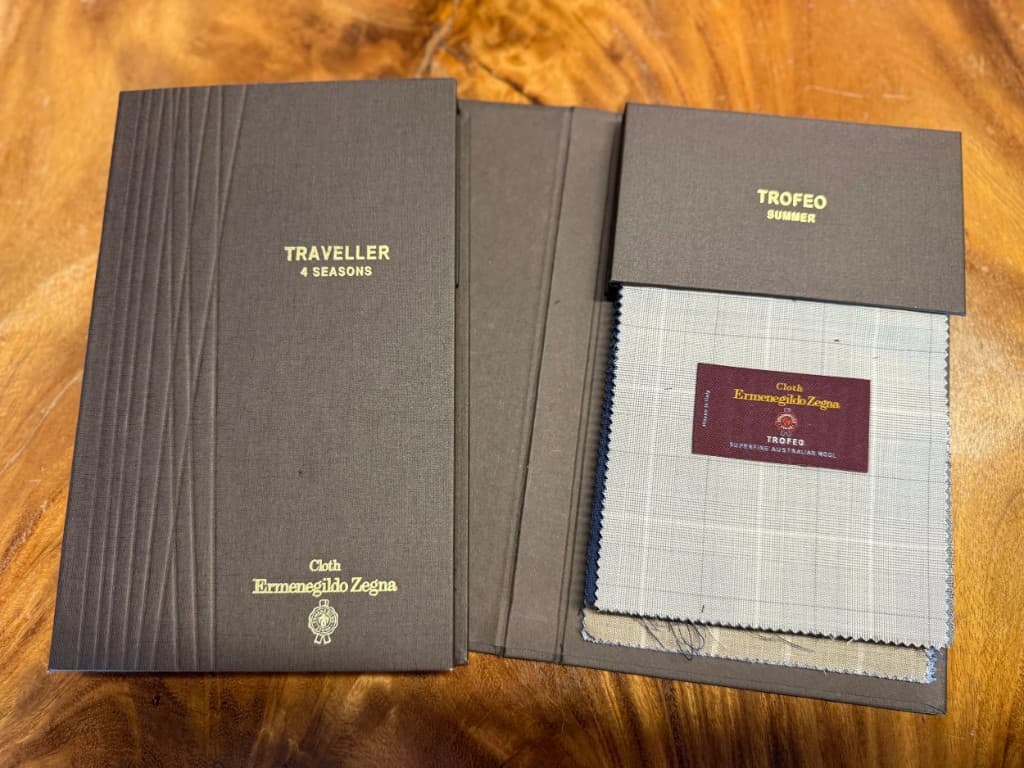 TRAVELLER
4 SEASONS
Cloth
Ermenegildo Zegna
TROFEO
SUMMER
Cloth
Ermenegildo Zegna
TROFEO
SUPERFINE AUSTRALIAN WOOL